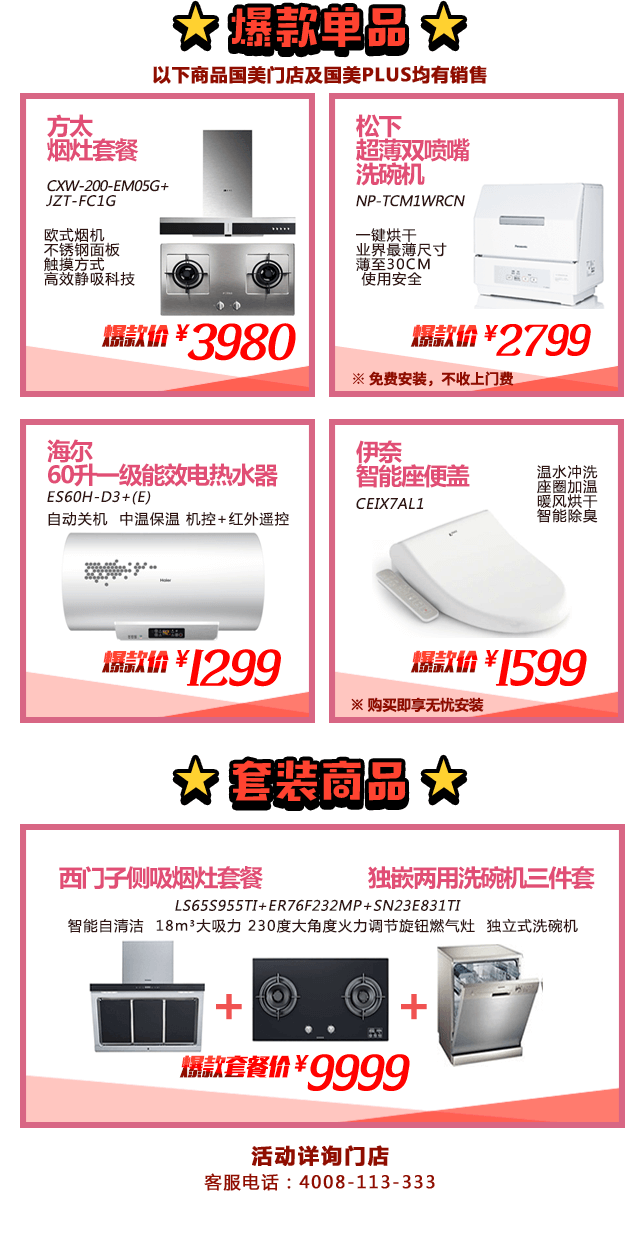 爆款单品
以下商品国美门店及国美PLUS均有销售
方太
烟灶套餐
CXW-200-EM05G+
JZT-FC1G
欧式烟机
不锈钢面板
触摸方式
高效静吸科技
爆款价 ¥3980
松下
超薄双喷嘴
洗碗机
NP-TCM1WRCN
一键烘干
业界最薄尺寸
薄至30CM
使用安全
Panasonic
爆款价 ¥2799
※ 免费安装，不收上门费
海尔
60升一级能效电热水器
ES60H-D3+(E)
自动关机 中温保温 机控+红外遥控
Haier
爆款价 ¥1299
伊奈
智能座便盖
CEIX7AL1
温水冲洗
座圈加温
暖风烘干
智能除臭
爆款价 ¥1599
※ 购买即享无忧安装
套装商品
西门子侧吸烟灶套餐 独嵌两用洗碗机三件套
LS65S955TI+ER76F232MP+SN23E831TI
智能自清洁 18m³大吸力 230度大角度火力调节旋钮燃气灶 独立式洗碗机
+ +
爆款套餐价 ¥9999
活动详询门店
客服电话：4008-113-333